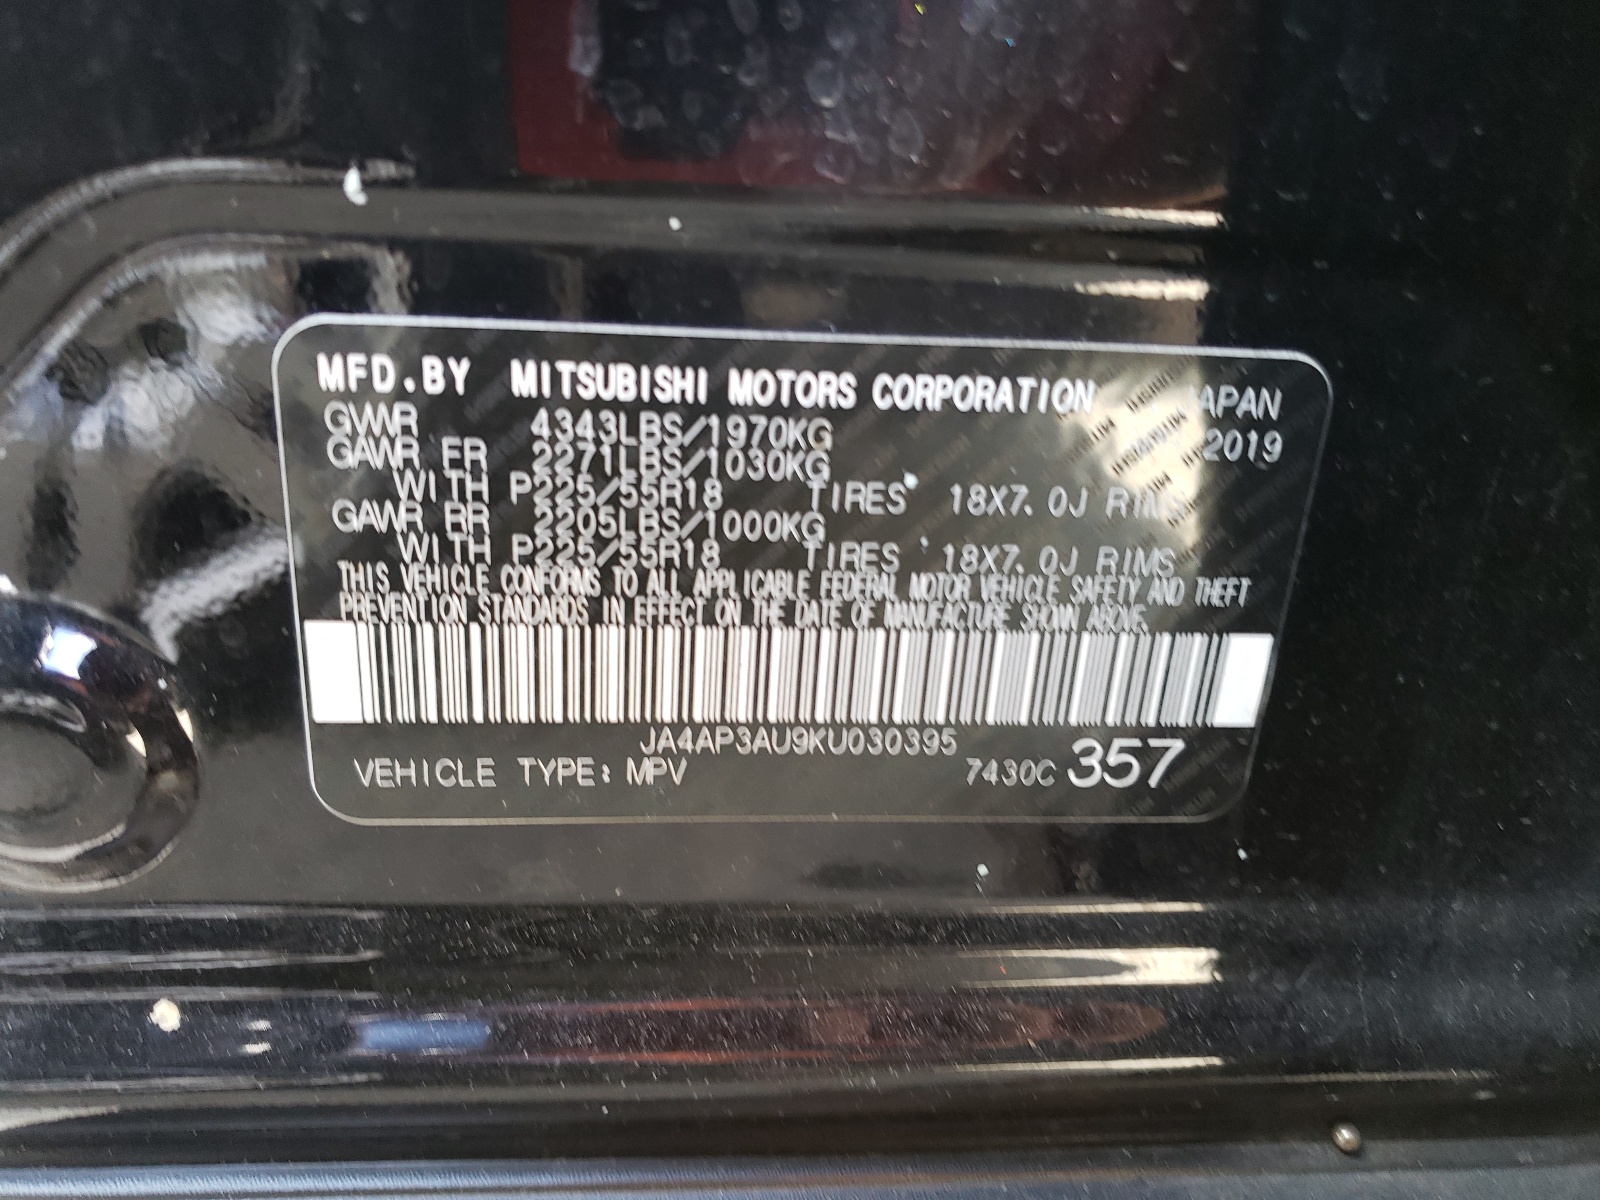 MFD.BY MITSUBISHI MOTORS CORPORATION JAPAN
GVWR 4343LBS/1970KG 2019
GAWR FR 2271LBS/1030KG
WITH P225/55R18 TIRES 18X7.0J RIMS
GAWR RR 2205LBS/1000KG
WITH P225/55R18 TIRES 18X7.0J RIMS
THIS VEHICLE CONFORMS TO ALL APPLICABLE FEDERAL MOTOR VEHICLE SAFETY AND THEFT
PREVENTION STANDARDS IN EFFECT ON THE DATE OF MANUFACTURE SHOWN ABOVE.
JA4AP3AU9KU030395
VEHICLE TYPE: MPV 7430C 357